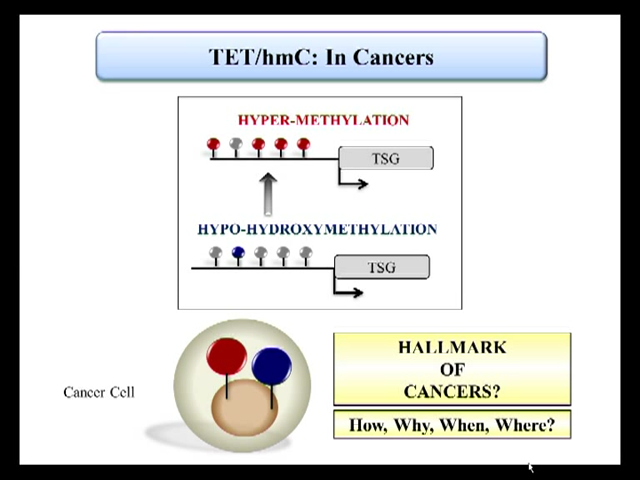 TET/hmC: In Cancers
HYPER-METHYLATION
TSG
HYPO-HYDROXYMETHYLATION
TSG
Cancer Cell
HALLMARK
OF
CANCERS?
How, Why, When, Where?